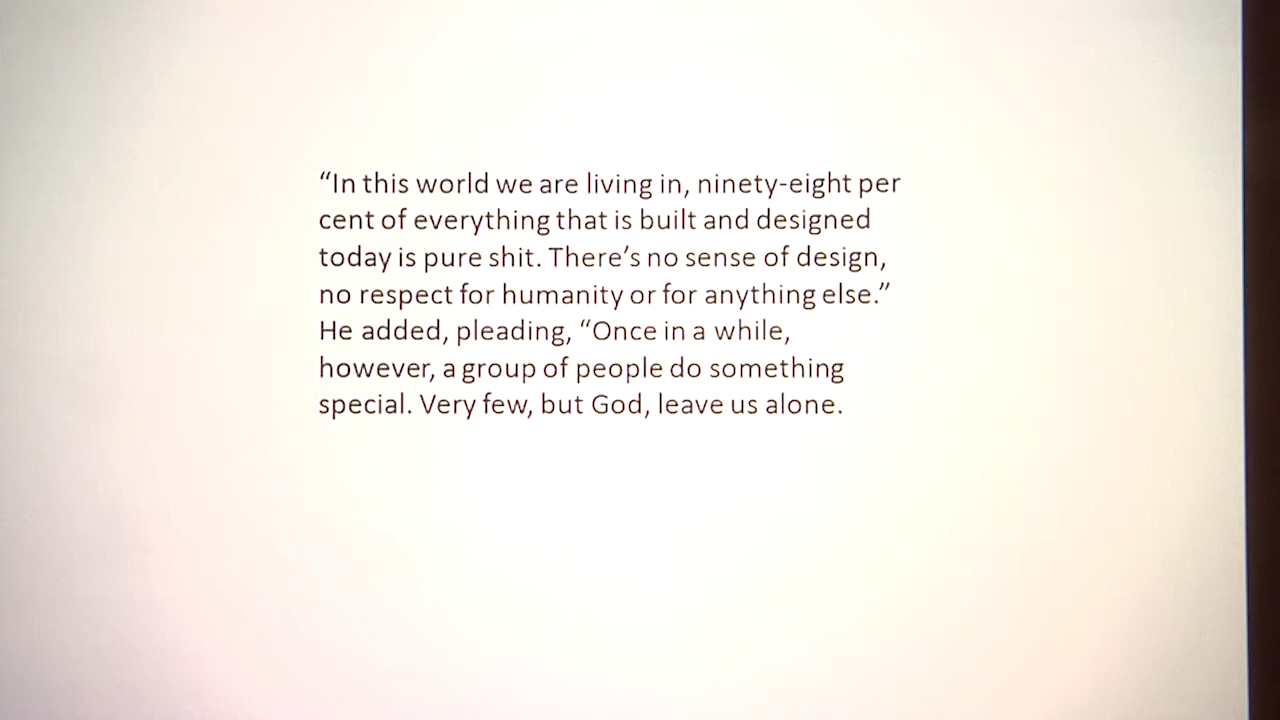 “In this world we are living in, ninety-eight per
cent of everything that is built and designed
today is pure shit. There’s no sense of design,
no respect for humanity or for anything else.”
He added, pleading, “Once in a while,
however, a group of people do something
special. Very few, but God, leave us alone.